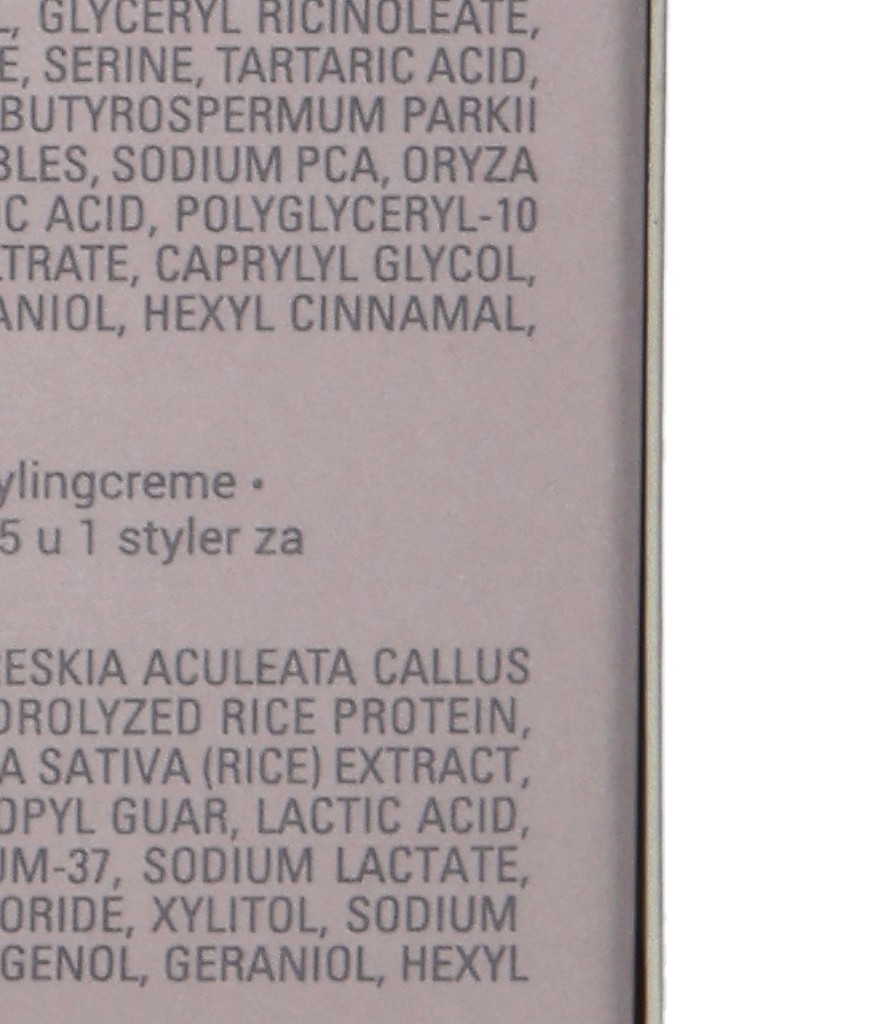 L, GLYCERYL RICINOLEATE,
E, SERINE, TARTARIC ACID,
BUTYROSPERMUM PARKII
BLES, SODIUM PCA, ORYZA
C ACID, POLYGLYCERYL-10
TRATE, CAPRYLYL GLYCOL,
ANIOL, HEXYL CINNAMAL,
ylingcreme •
5 u 1 styler za
ESKIA ACULEATA CALLUS
DROLYZED RICE PROTEIN,
A SATIVA (RICE) EXTRACT,
OPYL GUAR, LACTIC ACID,
UM-37, SODIUM LACTATE,
ORIDE, XYLITOL, SODIUM
GENOL, GERANIOL, HEXYL